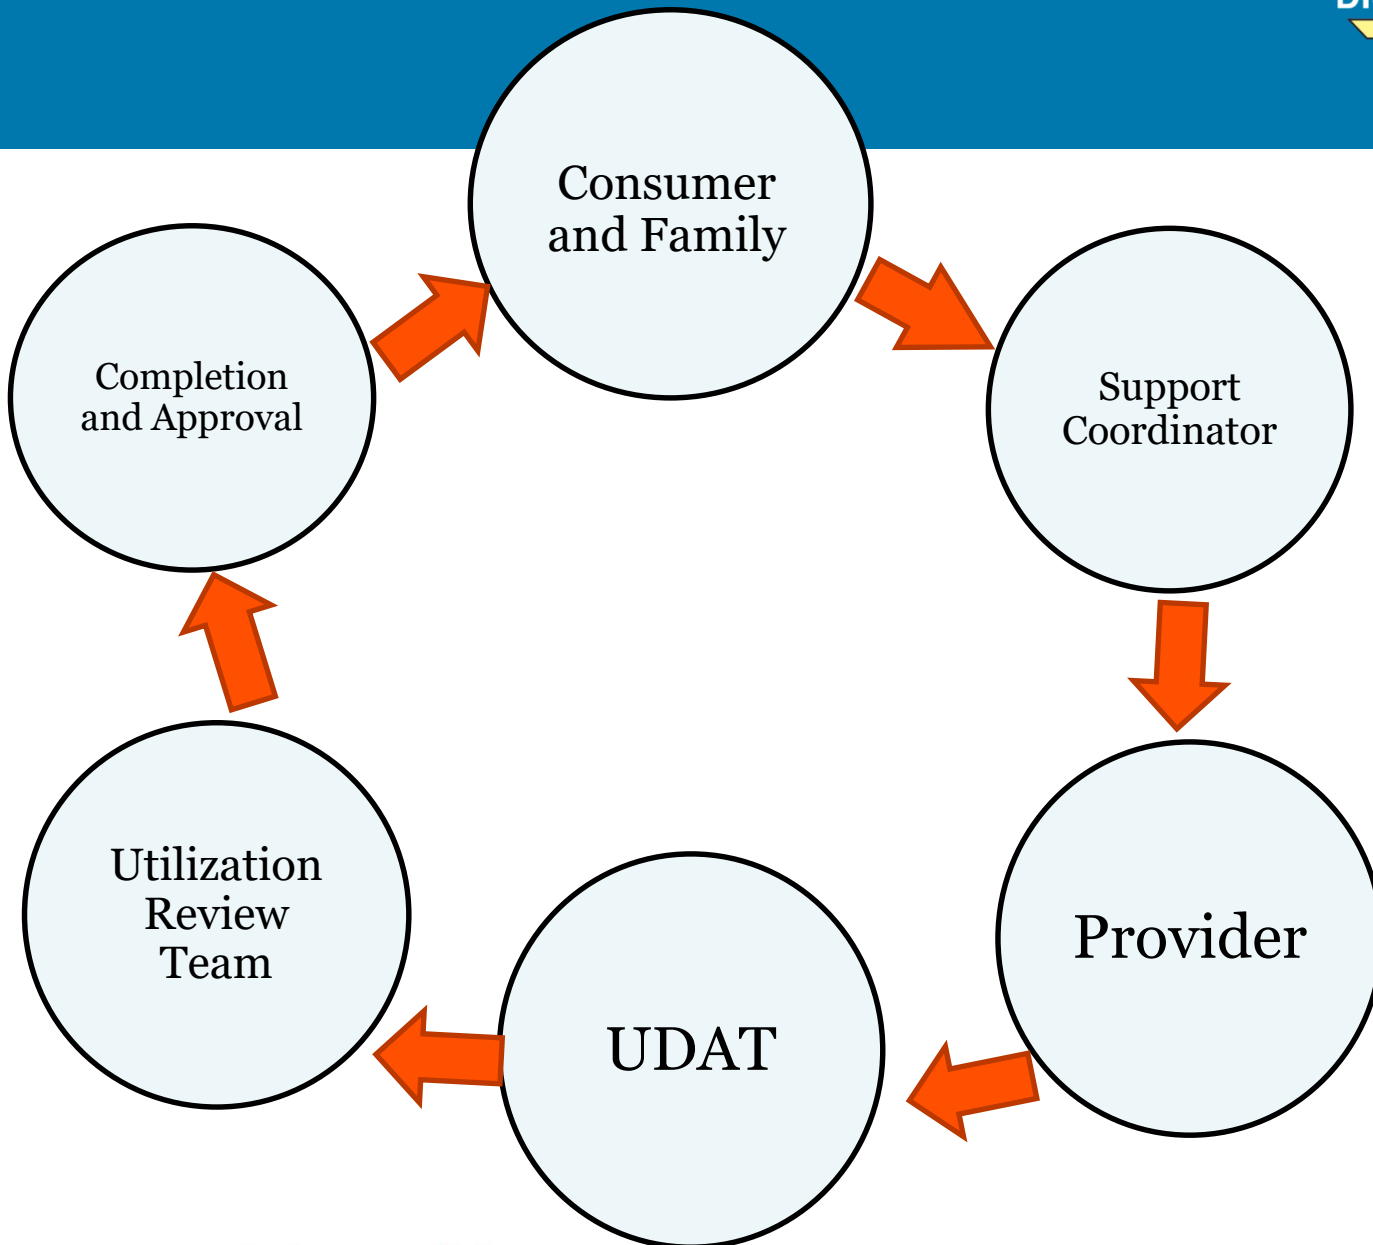 Consumer
and Family
Support
Coordinator
Provider
UDAT
Utilization
Review
Team
Completion
and Approval